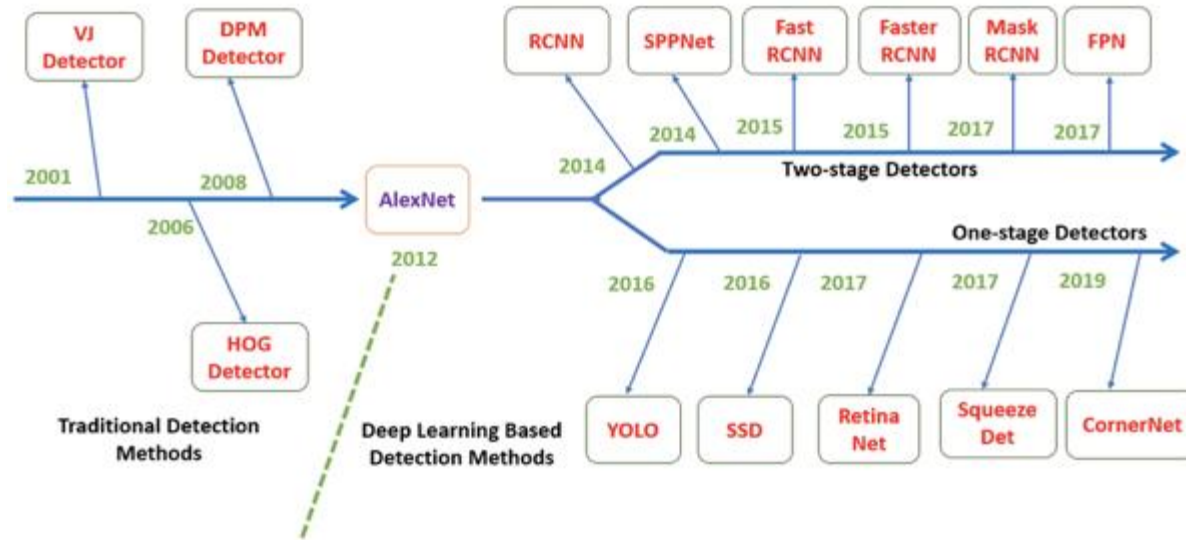 VJ
Detector
DPM
Detector
RCNN
SPPNet
Fast
RCNN
Faster
RCNN
Mask
RCNN
FPN
2001
2008
2006
AlexNet
2012
2014
2014
2015
2015
2017
2017
Two-stage Detectors
One-stage Detectors
2016
2016
2017
2017
2019
HOG
Detector
YOLO
SSD
Retina
Net
Squeeze
Det
CornerNet
Traditional Detection
Methods
Deep Learning Based
Detection Methods